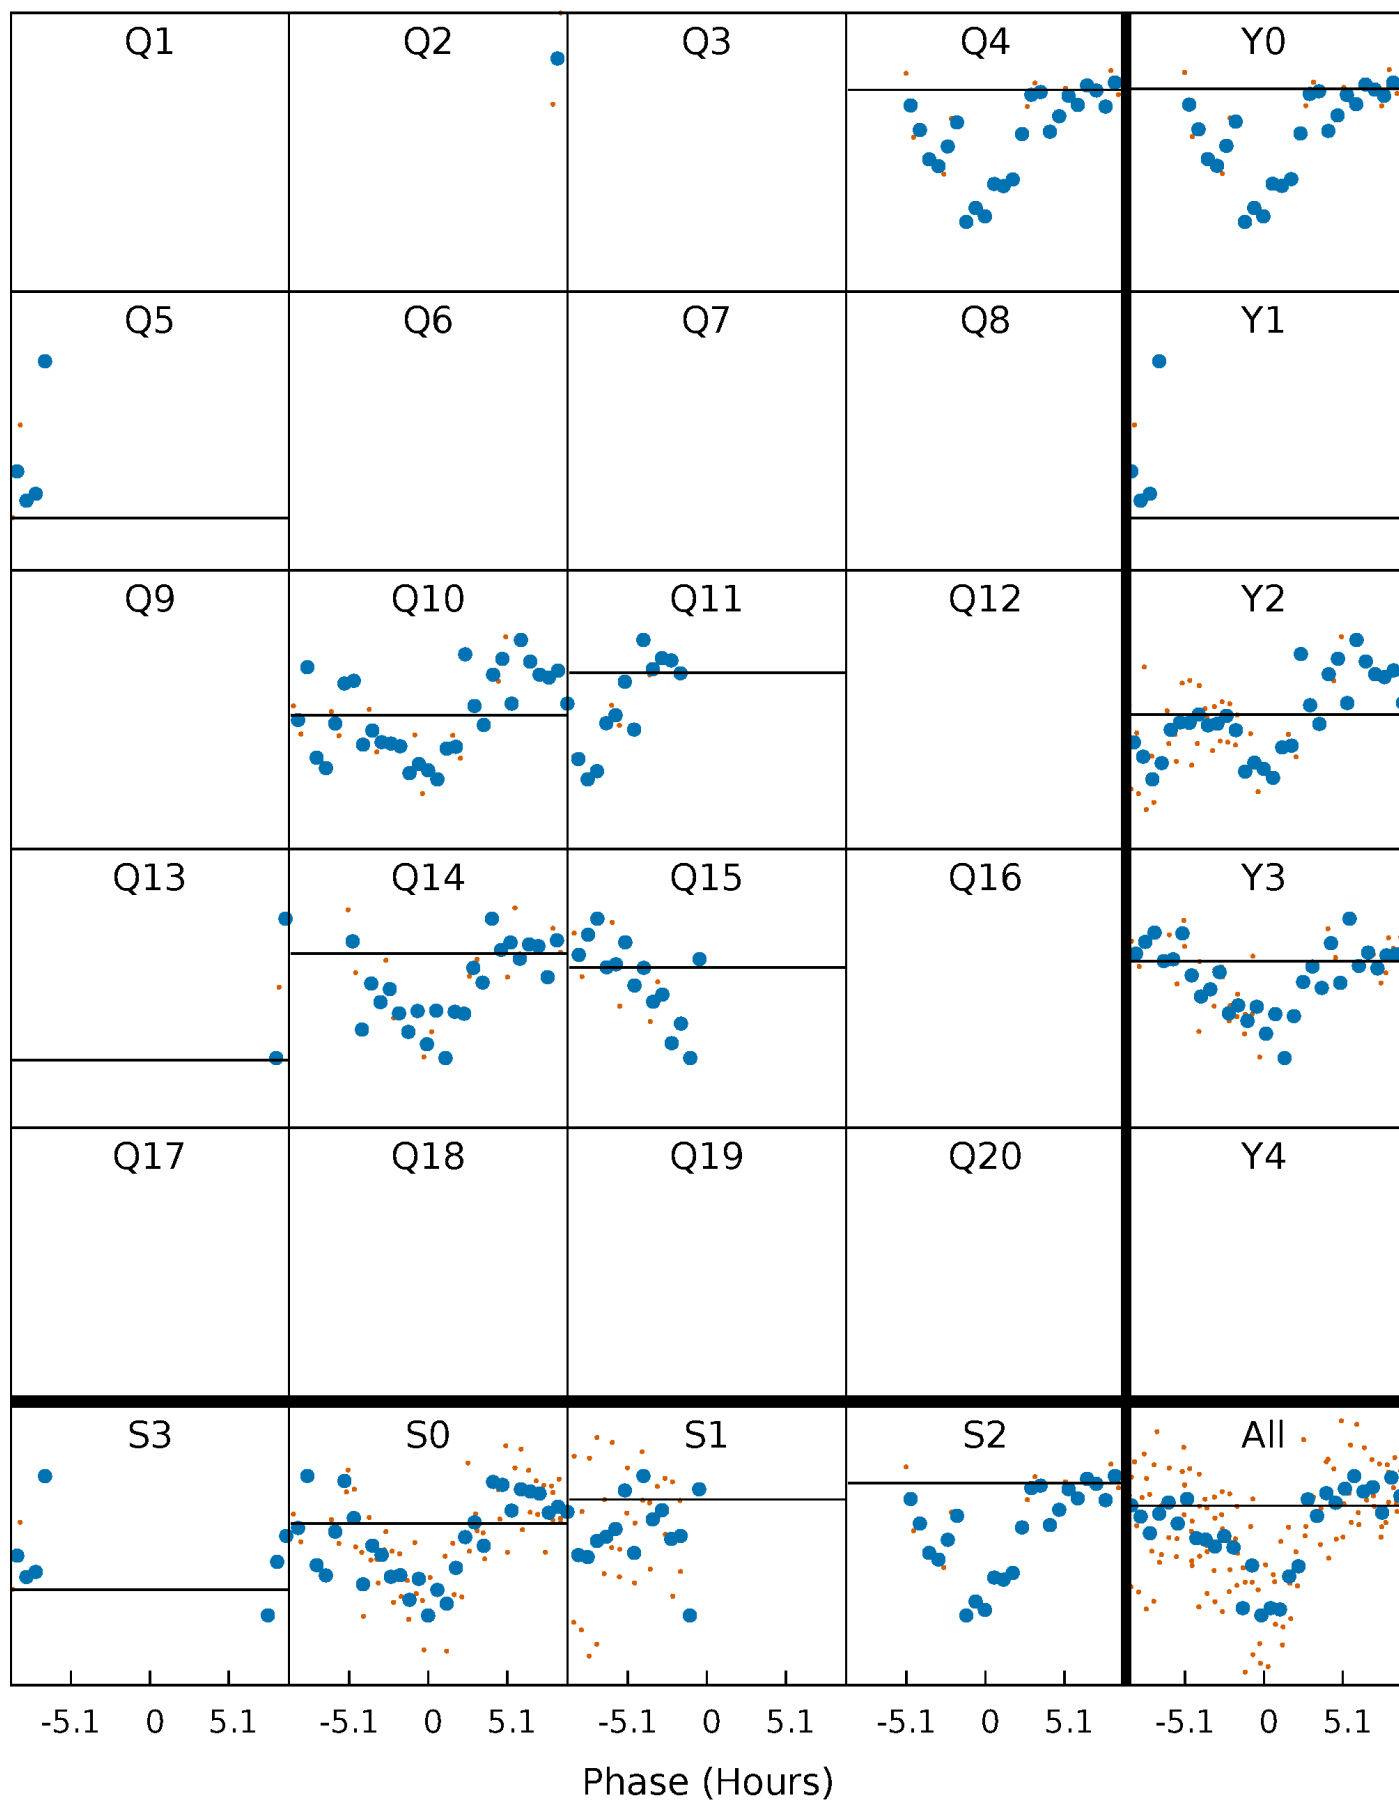 Q1 Q2 Q3 Q4 Y0
Q5 Q6 Q7 Q8 Y1
Q9 Q10 Q11 Q12 Y2
Q13 Q14 Q15 Q16 Y3
Q17 Q18 Q19 Q20 Y4
S3 S0 S1 S2 All
-5.1 0 5.1 -5.1 0 5.1 -5.1 0 5.1 -5.1 0 5.1 -5.1 0 5.1
Phase (Hours)